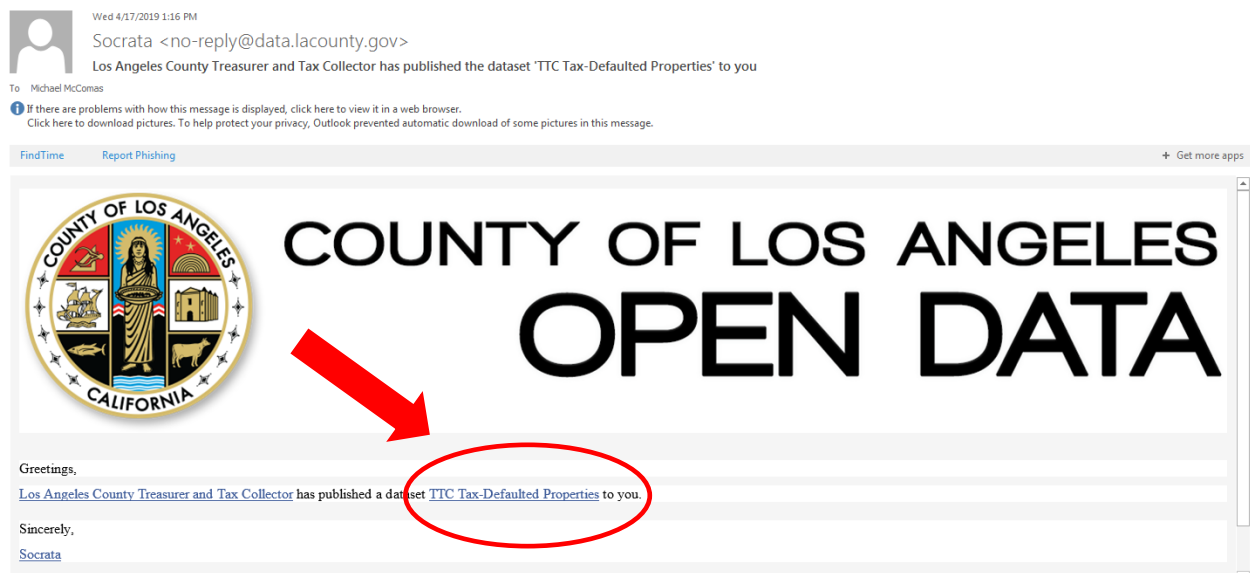 Wed 4/17/2019 1:16 PM
Socrata <no-reply@data.lacounty.gov>
Los Angeles County Treasurer and Tax Collector has published the dataset 'TTC Tax-Defaulted Properties' to you
To Michael McComas
If there are problems with how this message is displayed, click here to view it in a web browser.
Click here to download pictures. To help protect your privacy, Outlook prevented automatic download of some pictures in this message.
FindTime Report Phishing + Get more apps
COUNTY OF LOS ANGELES
CALIFORNIA
COUNTY OF LOS ANGELES
OPEN DATA
Greetings,
Los Angeles County Treasurer and Tax Collector has published a dataset TTC Tax-Defaulted Properties to you.
Sincerely,
Socrata